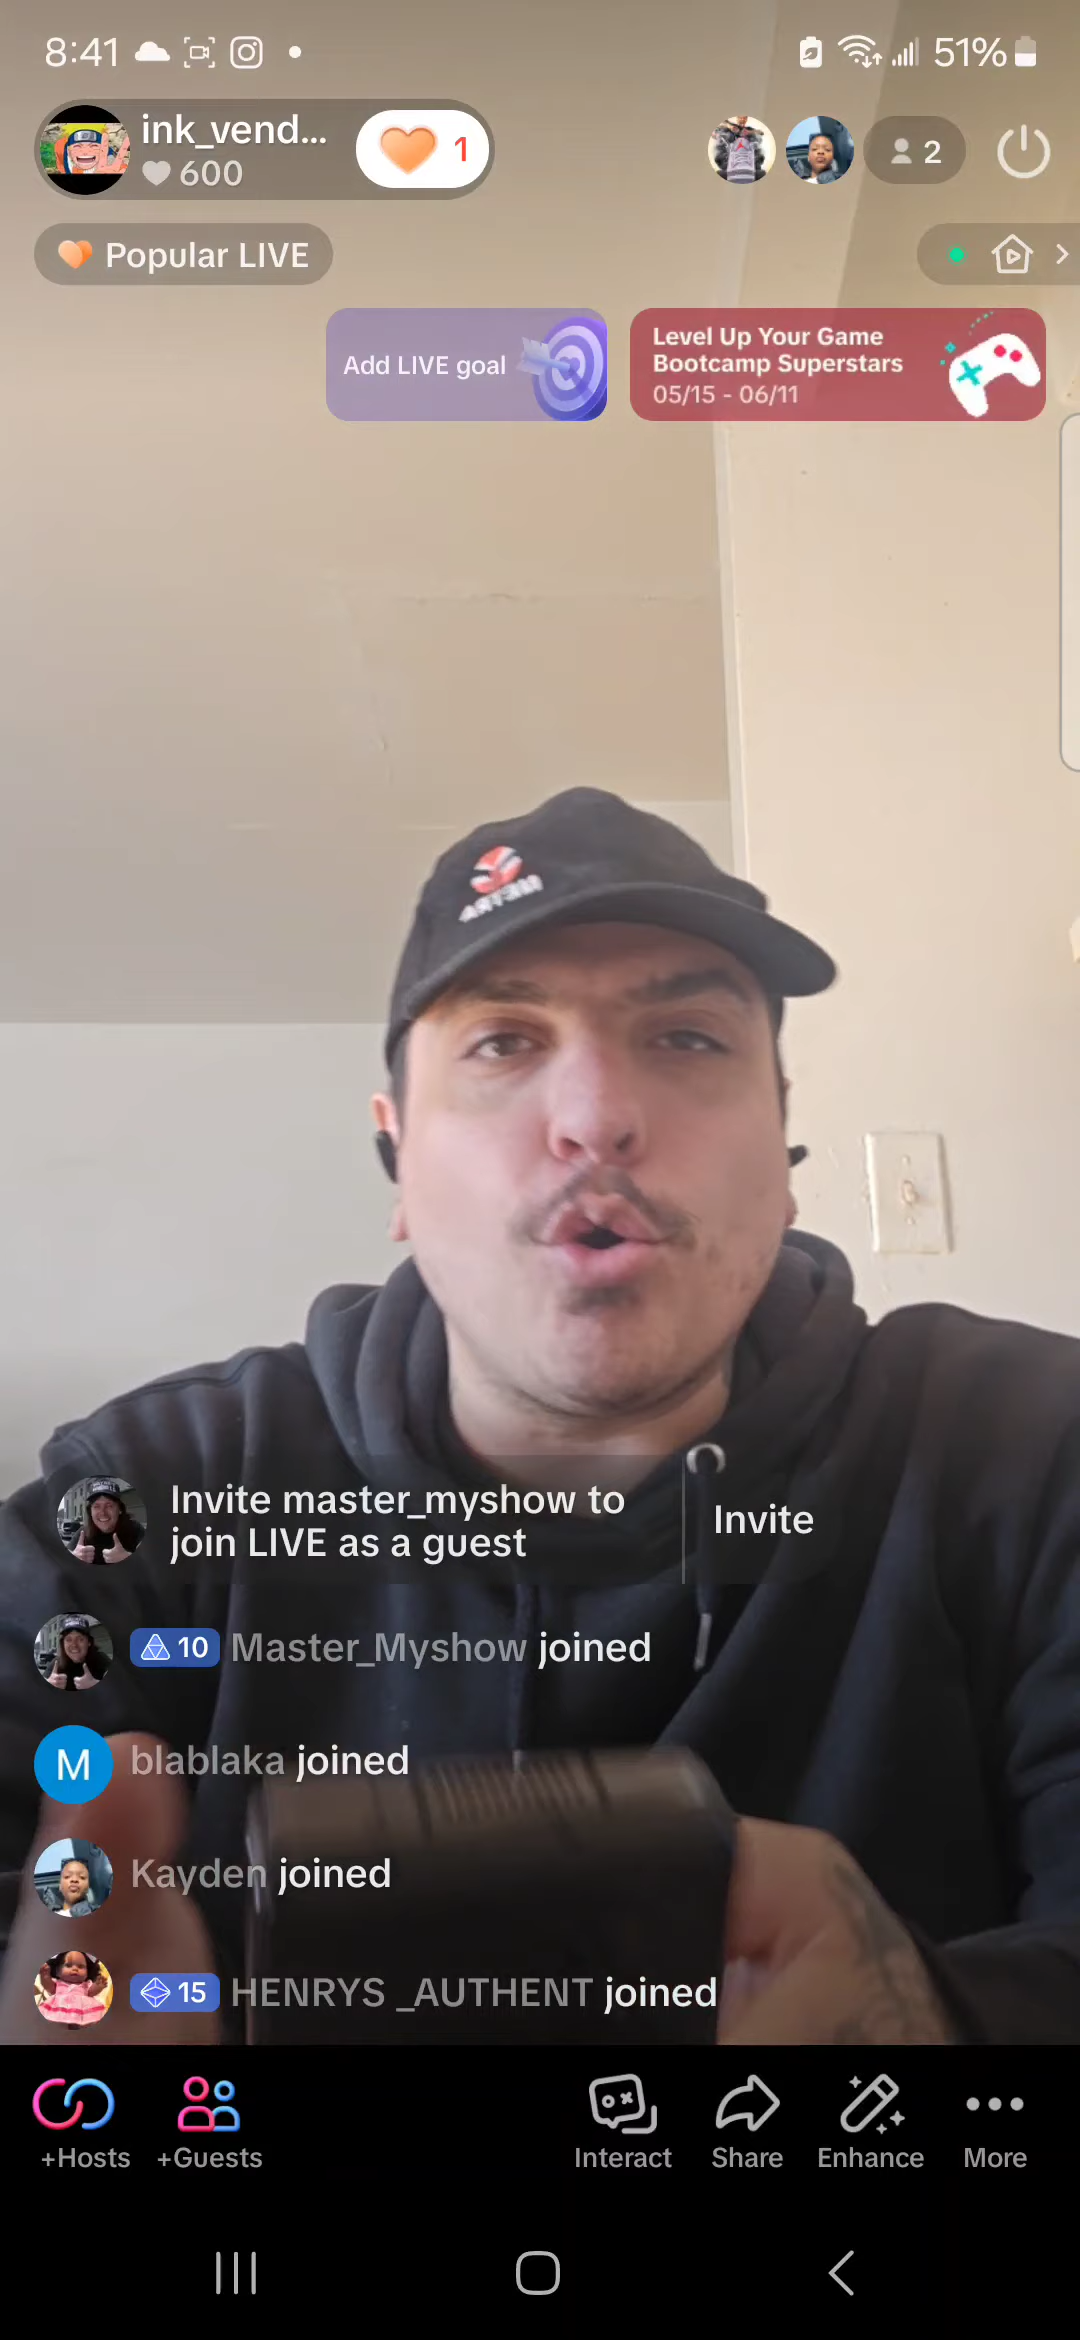 8:41
51%
ink_vend...
600
1
2
Popular LIVE
Add LIVE goal
Level Up Your Game
Bootcamp Superstars
05/15 - 06/11
Invite master_myshow to
join LIVE as a guest
Invite
10 Master_Myshow joined
M blablaka joined
Kayden joined
15 HENRYS _AUTHENT joined
+Hosts
+Guests
Interact
Share
Enhance
More